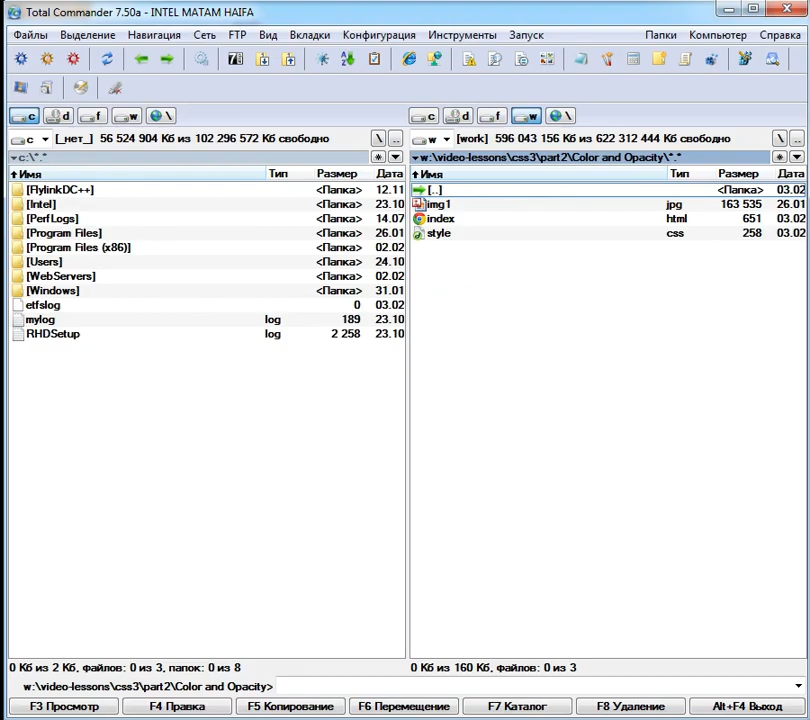 Total Commander 7.50a - INTEL MATAM HAIFA
Файлы Выделение Навигация Сеть FTP Вид Вкладки Конфигурация Инструменты Запуск Папки Компьютер Справка
c d f w \ c d f w \
c [_нет_] 56 524 904 Кб из 102 296 572 Кб свободно \ .. w [work] 596 043 156 Кб из 622 312 444 Кб свободно \ ..
c:\*.* * w:\video-lessons\css3\part2\Color and Opacity\*.* *
Имя Тип Размер Дата Имя Тип Размер Дата
[FlylinkDC++] <Папка> 12.11 [..] <Папка> 03.02
[Intel] <Папка> 23.10 img1 jpg 163 535 26.01
[PerfLogs] <Папка> 14.07 index html 651 03.02
[Program Files] <Папка> 26.01 style css 258 03.02
[Program Files (x86)] <Папка> 02.02
[Users] <Папка> 24.10
[WebServers] <Папка> 02.02
[Windows] <Папка> 31.01
etfslog 0 03.02
mylog log 189 23.10
RHDSetup log 2 258 23.10
0 Кб из 2 Кб, файлов: 0 из 3, папок: 0 из 8 0 Кб из 160 Кб, файлов: 0 из 3
w:\video-lessons\css3\part2\Color and Opacity>
F3 Просмотр F4 Правка F5 Копирование F6 Перемещение F7 Каталог F8 Удаление Alt+F4 Выход